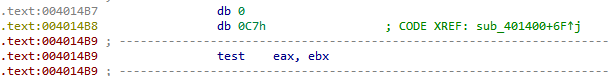 .text:004014B7                 db 0
.text:004014B8                 db 0C7h                 ; CODE XREF: sub_401400+6F↑j
.text:004014B9 ; ---------------------------------------------------------------------------
.text:004014B9                 test    eax, ebx
.text:004014B9 ; ---------------------------------------------------------------------------